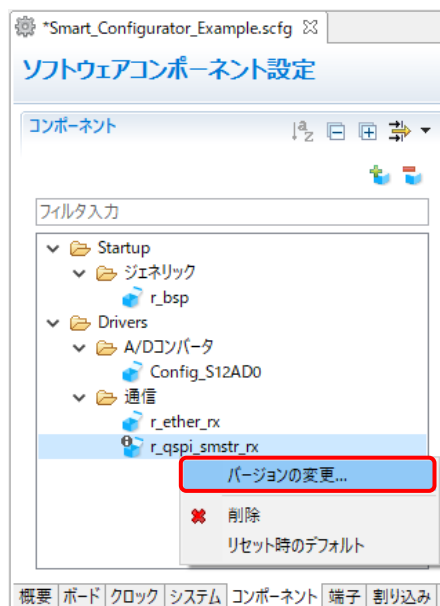 *Smart_Configurator_Example.scfg
ソフトウェアコンポーネント設定
コンポーネント
フィルタ入力
Startup
ジェネリック
r_bsp
Drivers
A/Dコンバータ
Config_S12AD0
通信
r_ether_rx
r_qspi_smstr_rx
バージョンの変更...
削除
リセット時のデフォルト
概要 ボード クロック システム コンポーネント 端子 割り込み